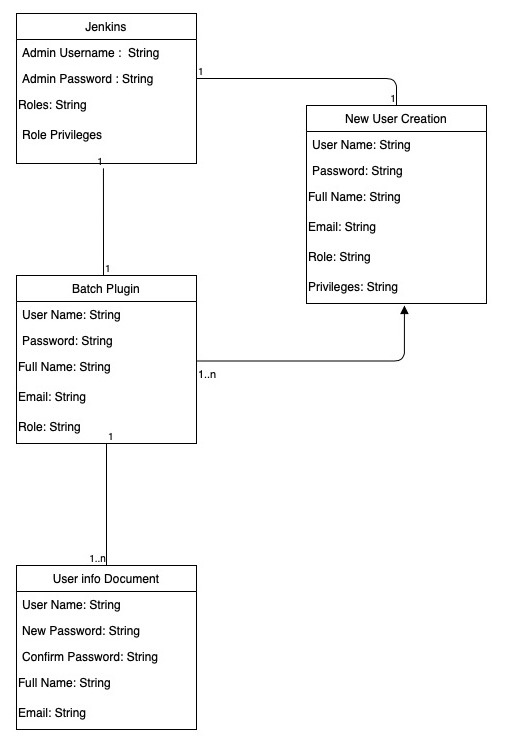 Jenkins
Admin Username :  String
Admin Password : String
Roles: String
Role Privileges
1
1
1
1
New User Creation
User Name: String
Password: String
Full Name: String
Email: String
Role: String
Privileges: String
Batch Plugin
User Name: String
Password: String
Full Name: String
Email: String
Role: String
1..n
1
1..n
User info Document
User Name: String
New Password: String
Confirm Password: String
Full Name: String
Email: String